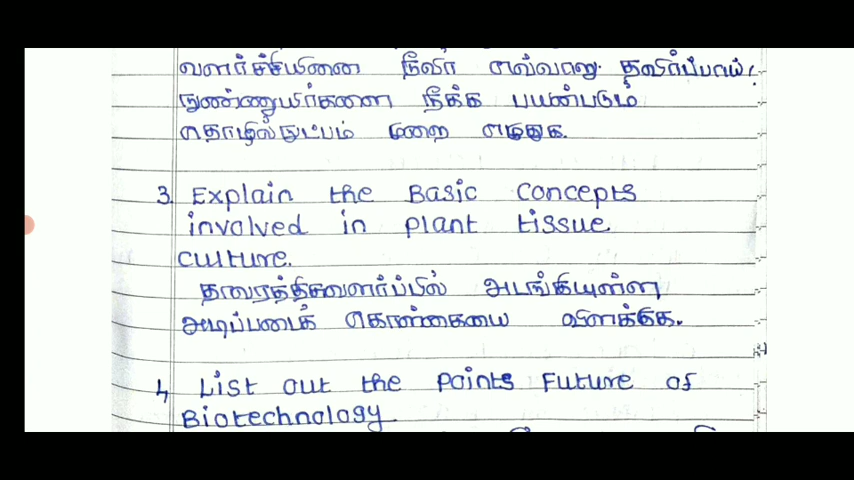 வளர்ச்சியினை நீவிர் எவ்வாறு தவிர்ப்பாய்!
நுண்ணுயிர்களை நீக்க பயன்படும்
தொழில்நுட்பம் எழுதுக.
3. Explain the Basic concepts
involved in plant tissue
culture.
தாவரத்திசுவளர்ப்பில் அடங்கியுள்ள
அடிப்படைக் கொள்கையை விளக்குக.
4 List out the points Future of
Biotechnology